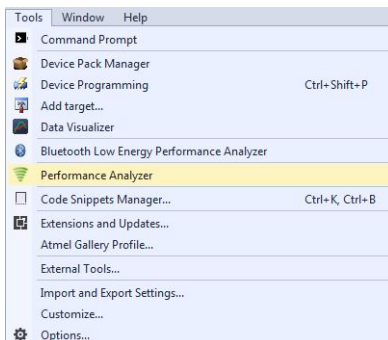 Tools Window Help
Command Prompt
Device Pack Manager
Device Programming Ctrl+Shift+P
Add target...
Data Visualizer
Bluetooth Low Energy Performance Analyzer
Performance Analyzer
Code Snippets Manager... Ctrl+K, Ctrl+B
Extensions and Updates...
Atmel Gallery Profile...
External Tools...
Import and Export Settings...
Customize...
Options...